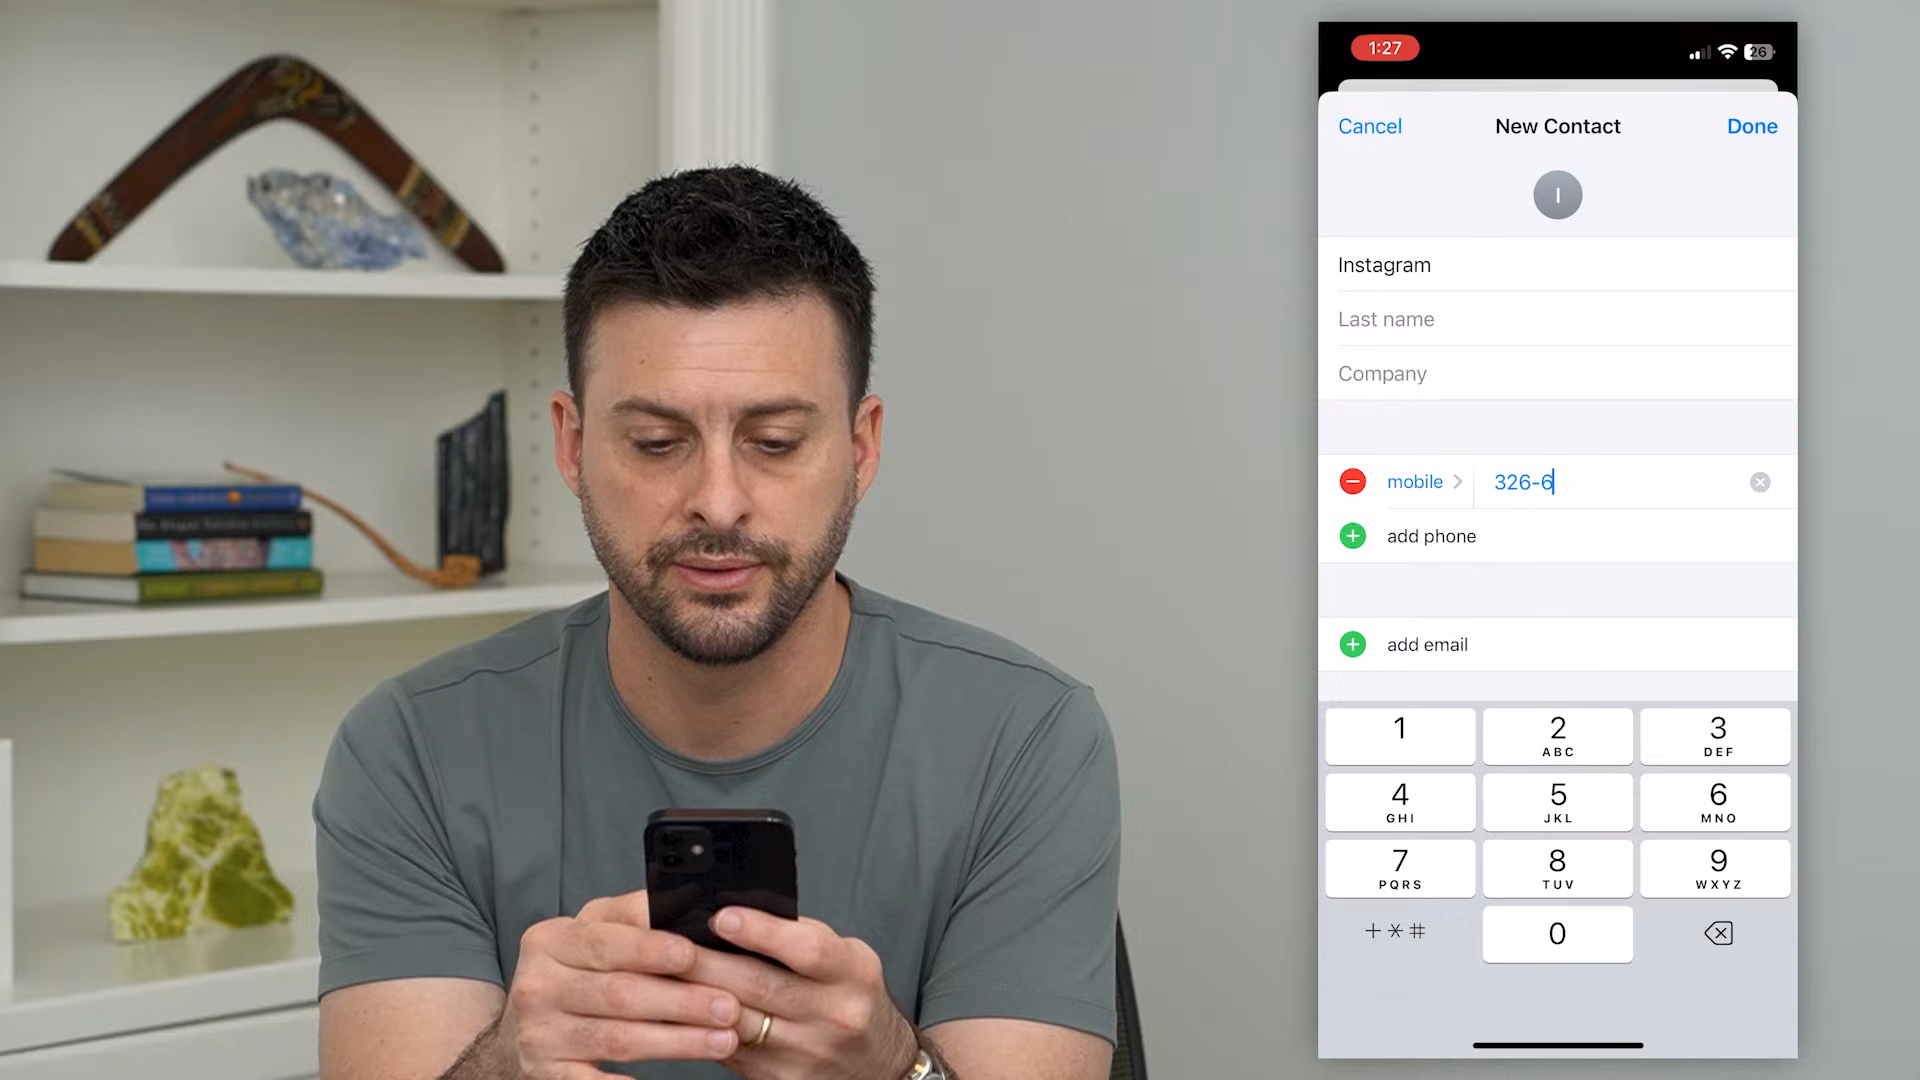 1:27
26
Cancel
New Contact
Done
I
Instagram
Last name
Company
mobile
326-6
add phone
add email
1
2
ABC
3
DEF
4
GHI
5
JKL
6
MNO
7
PQRS
8
TUV
9
WXYZ
+*#
0